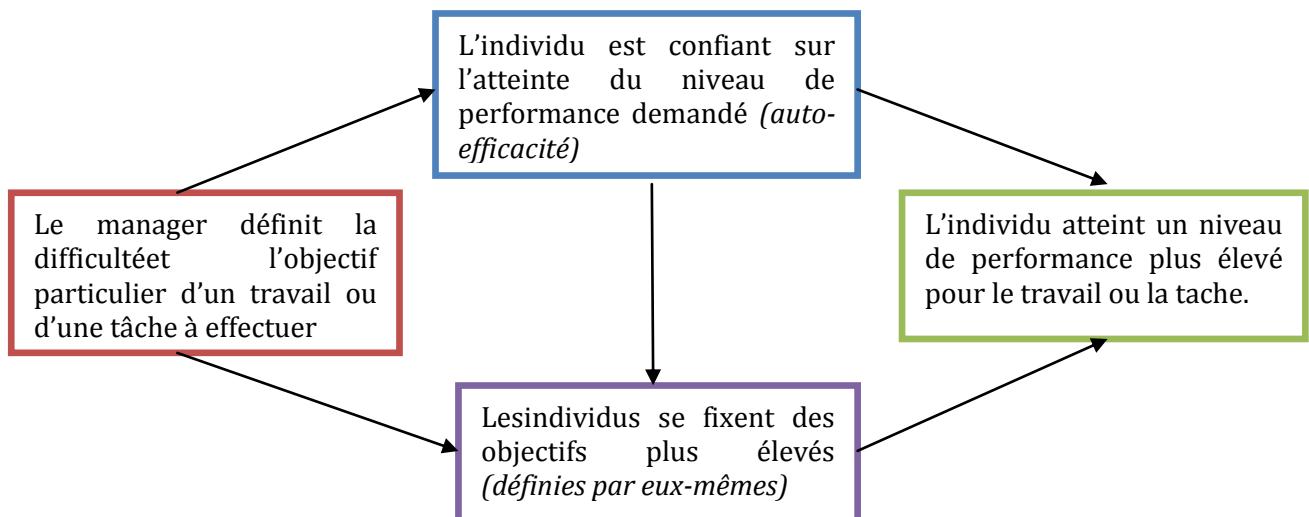 L’individu est confiant sur
l’atteinte du niveau de
performance demandé (auto-
efficacité)
Le manager définit la
difficultéet l’objectif
particulier d’un travail ou
d’une tâche à effectuer
L’individu atteint un niveau
de performance plus élevé
pour le travail ou la tache.
Lesindividus se fixent des
objectifs plus élevés
(définies par eux-mêmes)